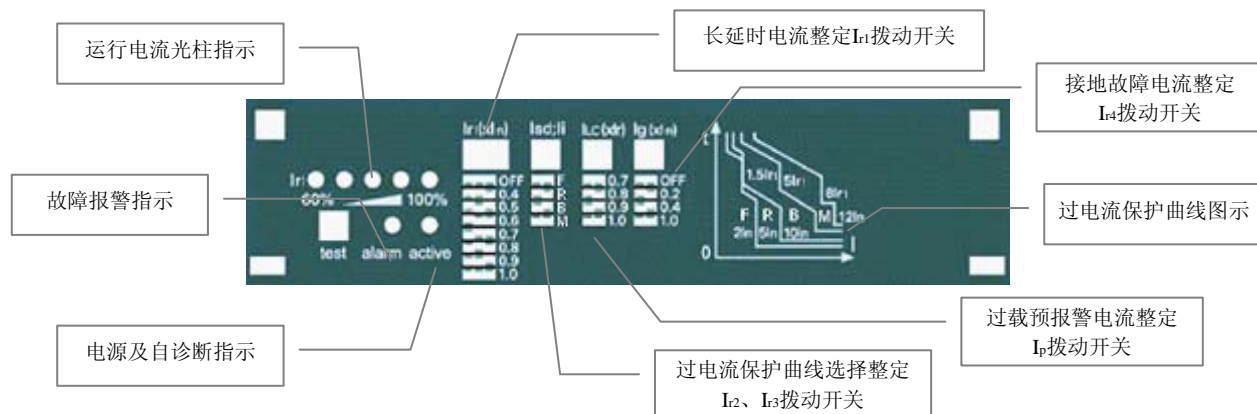 运行电流光柱指示
长延时电流整定Ir1拨动开关
接地故障电流整定
Ir4拨动开关
故障报警指示
过电流保护曲线图示
电源及自诊断指示
过载预报警电流整定
Ip拨动开关
过电流保护曲线选择整定
Ir2、Ir3拨动开关
Ir1
60%
100%
test
alarm
active
Ir1(xIn)
OFF
0.4
0.5
0.6
0.7
0.8
0.9
1.0
Isd;Ii
F
R
B
M
ILc(xIr)
0.7
0.8
0.9
1.0
Ig(xIn)
OFF
0.2
0.4
1.0
t
1.5Ir1
5Ir1
8Ir1
F
R
B
M
12In
2In
5In
10In
0
I